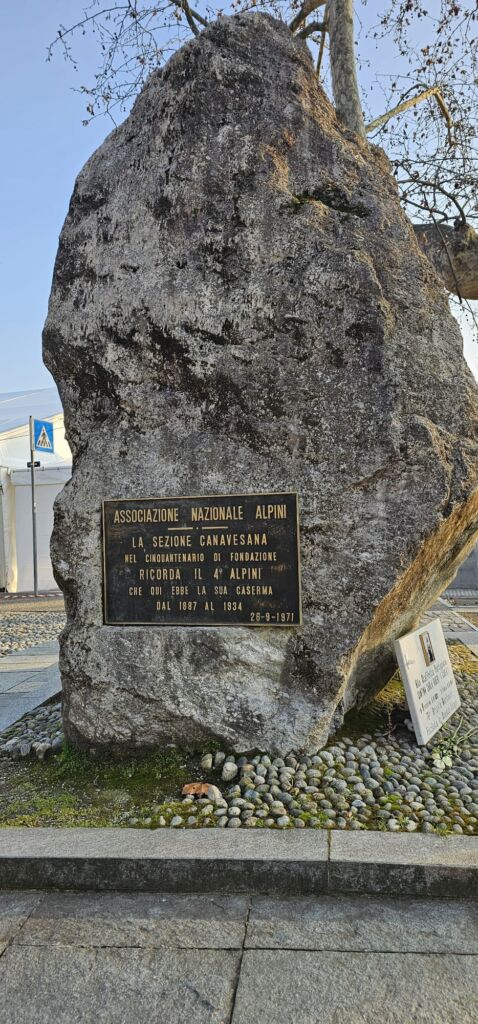 ASSOCIAZIONE NAZIONALE ALPINI
LA SEZIONE CANAVESANA
NEL CINQUANTENARIO DI FONDAZIONE
RICORDA IL 4° ALPINI
CHE QUI EBBE LA SUA CASERMA
DAL 1887 AL 1934
26-9-1971